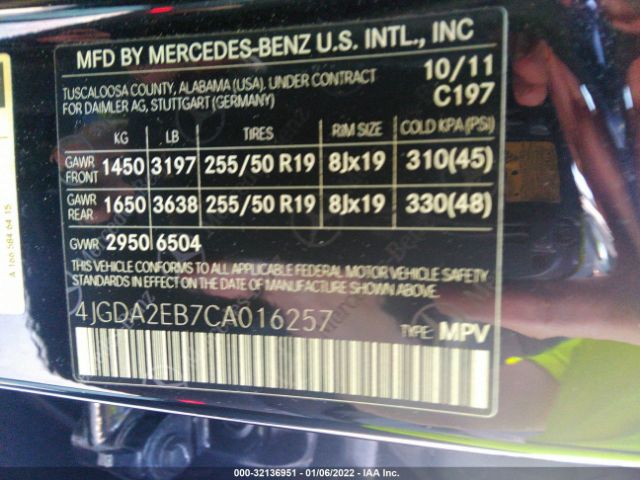 MFD BY MERCEDES-BENZ U.S. INTL., INC
TUSCALOOSA COUNTY, ALABAMA (USA). UNDER CONTRACT
FOR DAIMLER AG, STUTTGART (GERMANY)
10/11
C197
KG LB TIRES RIM SIZE COLD KPA(PSI)
GAWR FRONT 1450 3197 255/50 R19 8Jx19 310(45)
GAWR REAR 1650 3638 255/50 R19 8Jx19 330(48)
GVWR 2950 6504
THIS VEHICLE CONFORMS TO ALL APPLICABLE FEDERAL MOTOR VEHICLE SAFETY
STANDARDS IN EFFECT ON THE DATE OF MANUFACTURE SHOWN ABOVE.
4JGDA2EB7CA016257
TYPE: MPV
A 166 584 64 15
000-32136951 - 01/06/2022 - IAA Inc.